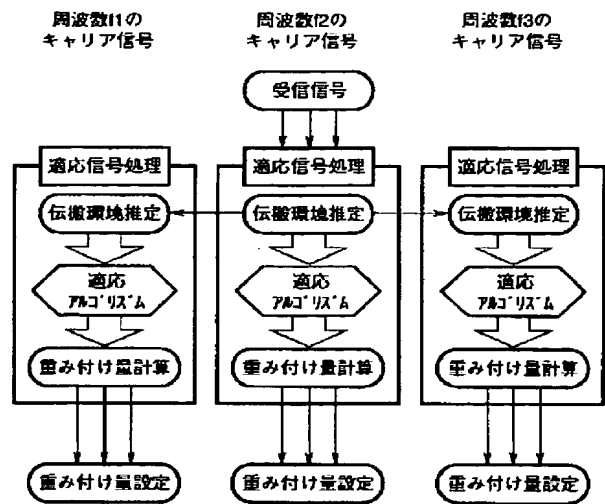 周波数f1の
キャリア信号
周波数f2の
キャリア信号
周波数f3の
キャリア信号
受信信号
適応信号処理
適応信号処理
適応信号処理
伝搬環境推定
伝搬環境推定
伝搬環境推定
適応
ｱﾙｺﾞﾘｽﾞﾑ
適応
ｱﾙｺﾞﾘｽﾞﾑ
適応
ｱﾙｺﾞﾘｽﾞﾑ
重み付け量計算
重み付け量計算
重み付け量計算
重み付け量設定
重み付け量設定
重み付け量設定